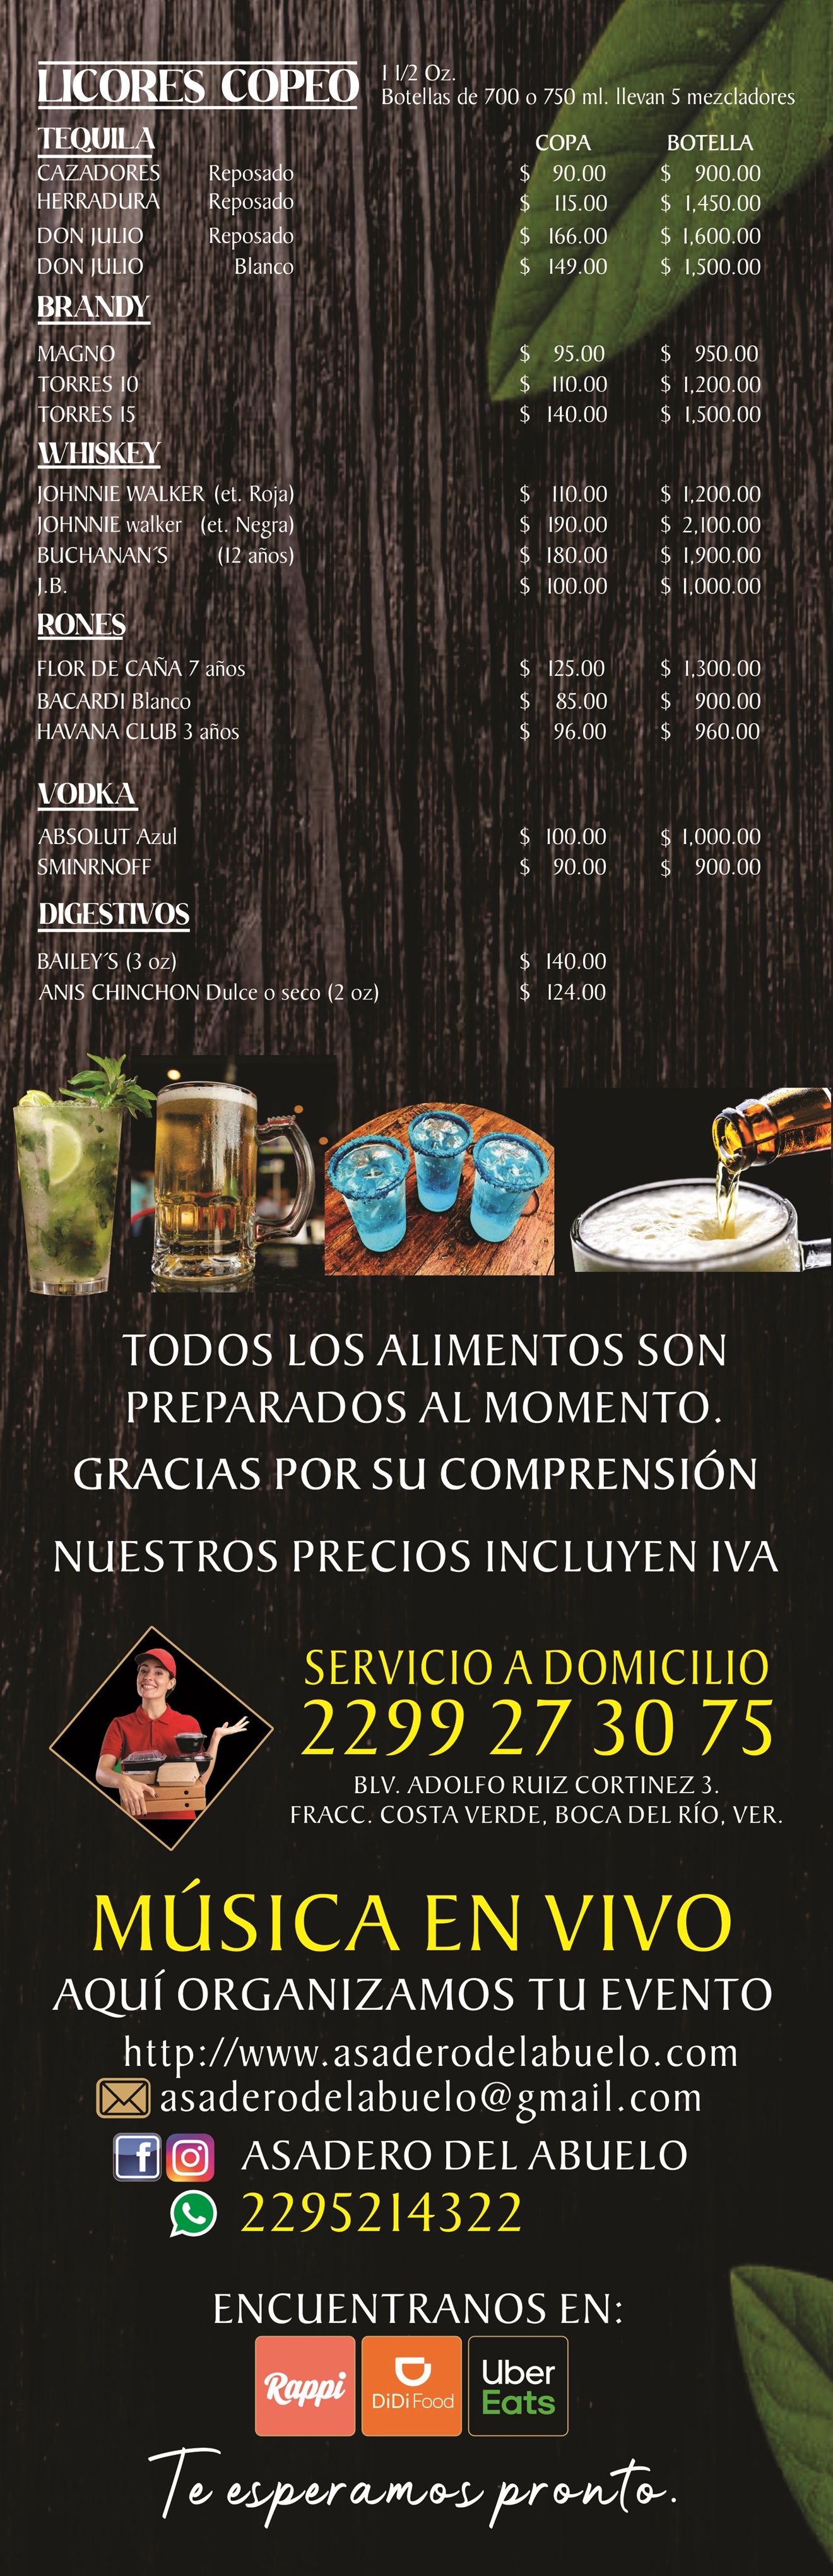 LICORES COPEO
1 1/2 Oz.
Botellas de 700 o 750 ml. llevan 5 mezcladores
TEQUILA COPA BOTELLA
CAZADORES Reposado $ 90.00 $ 900.00
HERRADURA Reposado $ 115.00 $ 1,450.00
DON JULIO Reposado $ 166.00 $ 1,600.00
DON JULIO Blanco $ 149.00 $ 1,500.00
BRANDY
MAGNO $ 95.00 $ 950.00
TORRES 10 $ 110.00 $ 1,200.00
TORRES 15 $ 140.00 $ 1,500.00
WHISKEY
JOHNNIE WALKER (et. Roja) $ 110.00 $ 1,200.00
JOHNNIE walker (et. Negra) $ 190.00 $ 2,100.00
BUCHANAN´S (12 años) $ 180.00 $ 1,900.00
J.B. $ 100.00 $ 1,000.00
RONES
FLOR DE CAÑA 7 años $ 125.00 $ 1,300.00
BACARDI Blanco $ 85.00 $ 900.00
HAVANA CLUB 3 años $ 96.00 $ 960.00
VODKA
ABSOLUT Azul $ 100.00 $ 1,000.00
SMINRNOFF $ 90.00 $ 900.00
DIGESTIVOS
BAILEY´S (3 oz) $ 140.00
ANIS CHINCHON Dulce o seco (2 oz) $ 124.00
TODOS LOS ALIMENTOS SON
PREPARADOS AL MOMENTO.
GRACIAS POR SU COMPRENSIÓN
NUESTROS PRECIOS INCLUYEN IVA
SERVICIO A DOMICILIO
2299 27 30 75
BLV. ADOLFO RUIZ CORTINEZ 3.
FRACC. COSTA VERDE, BOCA DEL RÍO, VER.
MÚSICA EN VIVO
AQUÍ ORGANIZAMOS TU EVENTO
http://www.asaderodelabuelo.com
asaderodelabuelo@gmail.com
f ASADERO DEL ABUELO
2295214322
ENCUENTRANOS EN:
Rappi
DiDi Food
Uber
Eats
Te esperamos pronto.